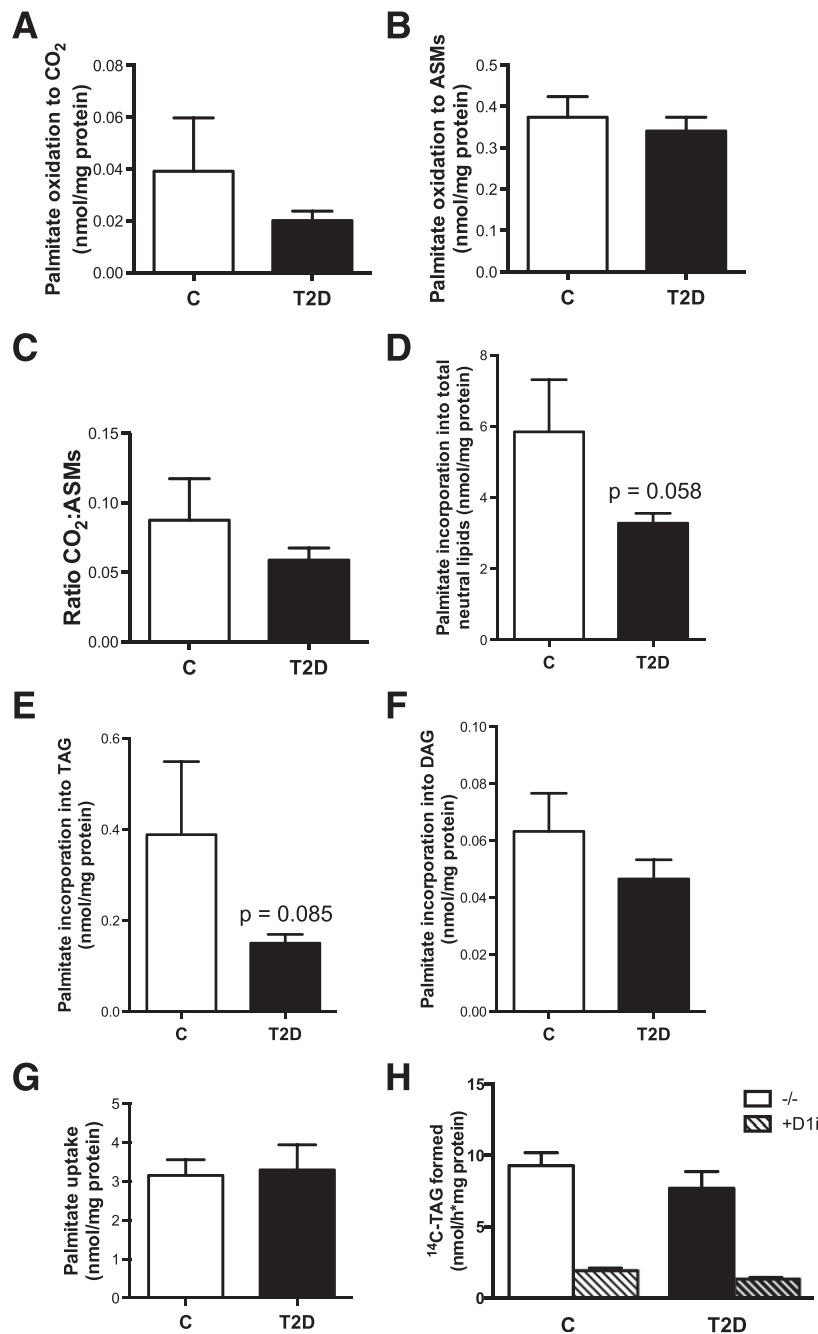 A
Palmitate oxidation to CO2
(nmol/mg protein)
0.08
0.06
0.04
0.02
0.00
C
T2D
B
Palmitate oxidation to ASMs
(nmol/mg protein)
0.5
0.4
0.3
0.2
0.1
0.0
C
T2D
C
Ratio CO2:ASMs
0.15
0.10
0.05
0.00
C
T2D
D
Palmitate incorporation into total
neutral lipids (nmol/mg protein)
8
6
4
2
0
p = 0.058
C
T2D
E
Palmitate incorporation into TAG
(nmol/mg protein)
0.6
0.4
0.2
0.0
p = 0.085
C
T2D
F
Palmitate incorporation into DAG
(nmol/mg protein)
0.10
0.08
0.06
0.04
0.02
0.00
C
T2D
G
Palmitate uptake
(nmol/mg protein)
5
4
3
2
1
0
C
T2D
H
14C-TAG formed
(nmol/h*mg protein)
15
10
5
0
-/-
+D1i
C
T2D